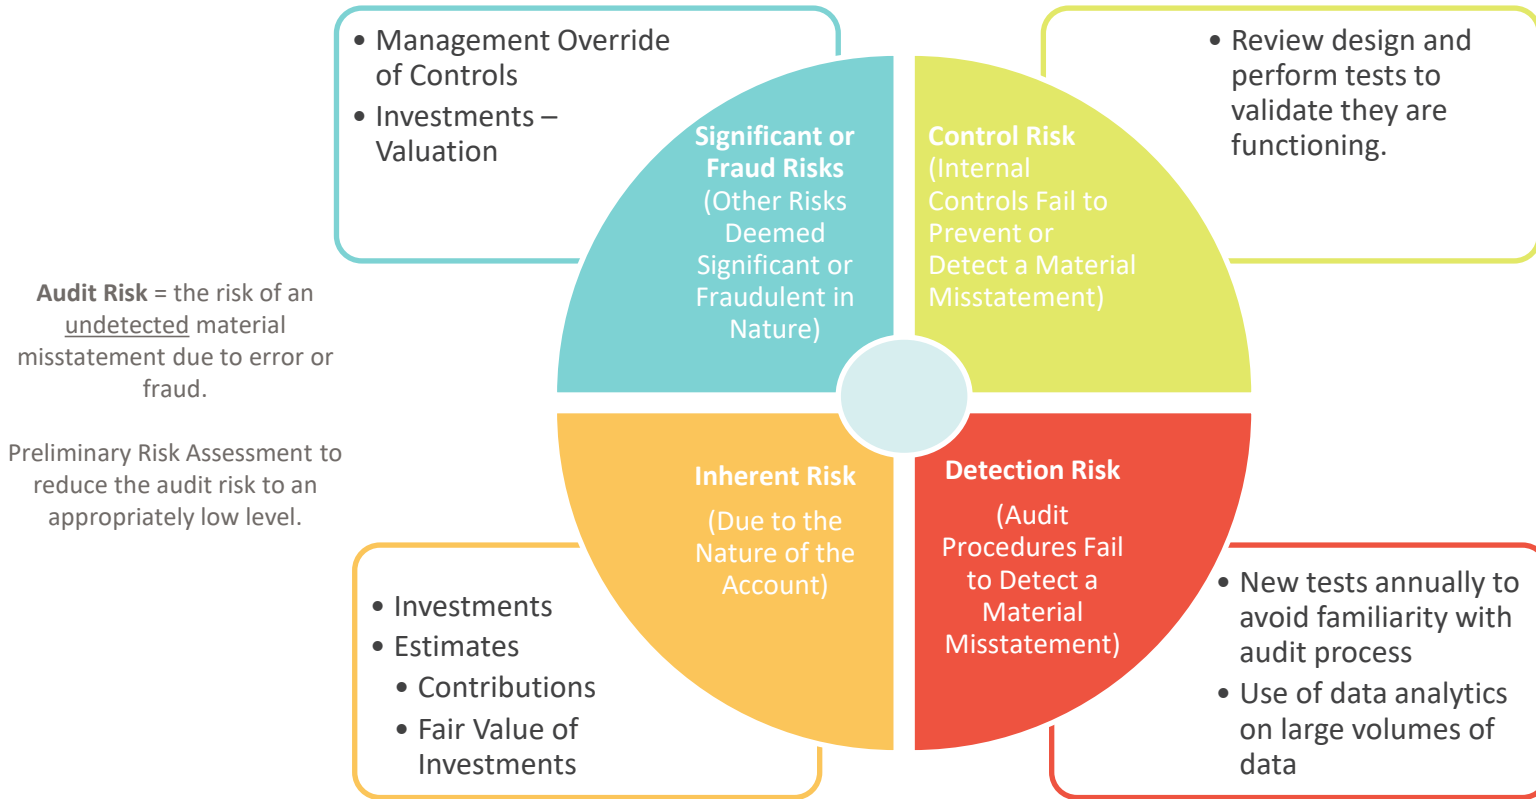 • Management Override
of Controls
• Investments –
Valuation
Significant or
Fraud Risks
(Other Risks
Deemed
Significant or
Fraudulent in
Nature)
Control Risk
(Internal
Controls Fail to
Prevent or
Detect a Material
Misstatement)
• Review design and
perform tests to
validate they are
functioning.
Audit Risk = the risk of an
undetected material
misstatement due to error or
fraud.
Preliminary Risk Assessment to
reduce the audit risk to an
appropriately low level.
• Investments
• Estimates
• Contributions
• Fair Value of
Investments
Inherent Risk
(Due to the
Nature of the
Account)
Detection Risk
(Audit
Procedures Fail
to Detect a
Material
Misstatement)
• New tests annually to
avoid familiarity with
audit process
• Use of data analytics
on large volumes of
data